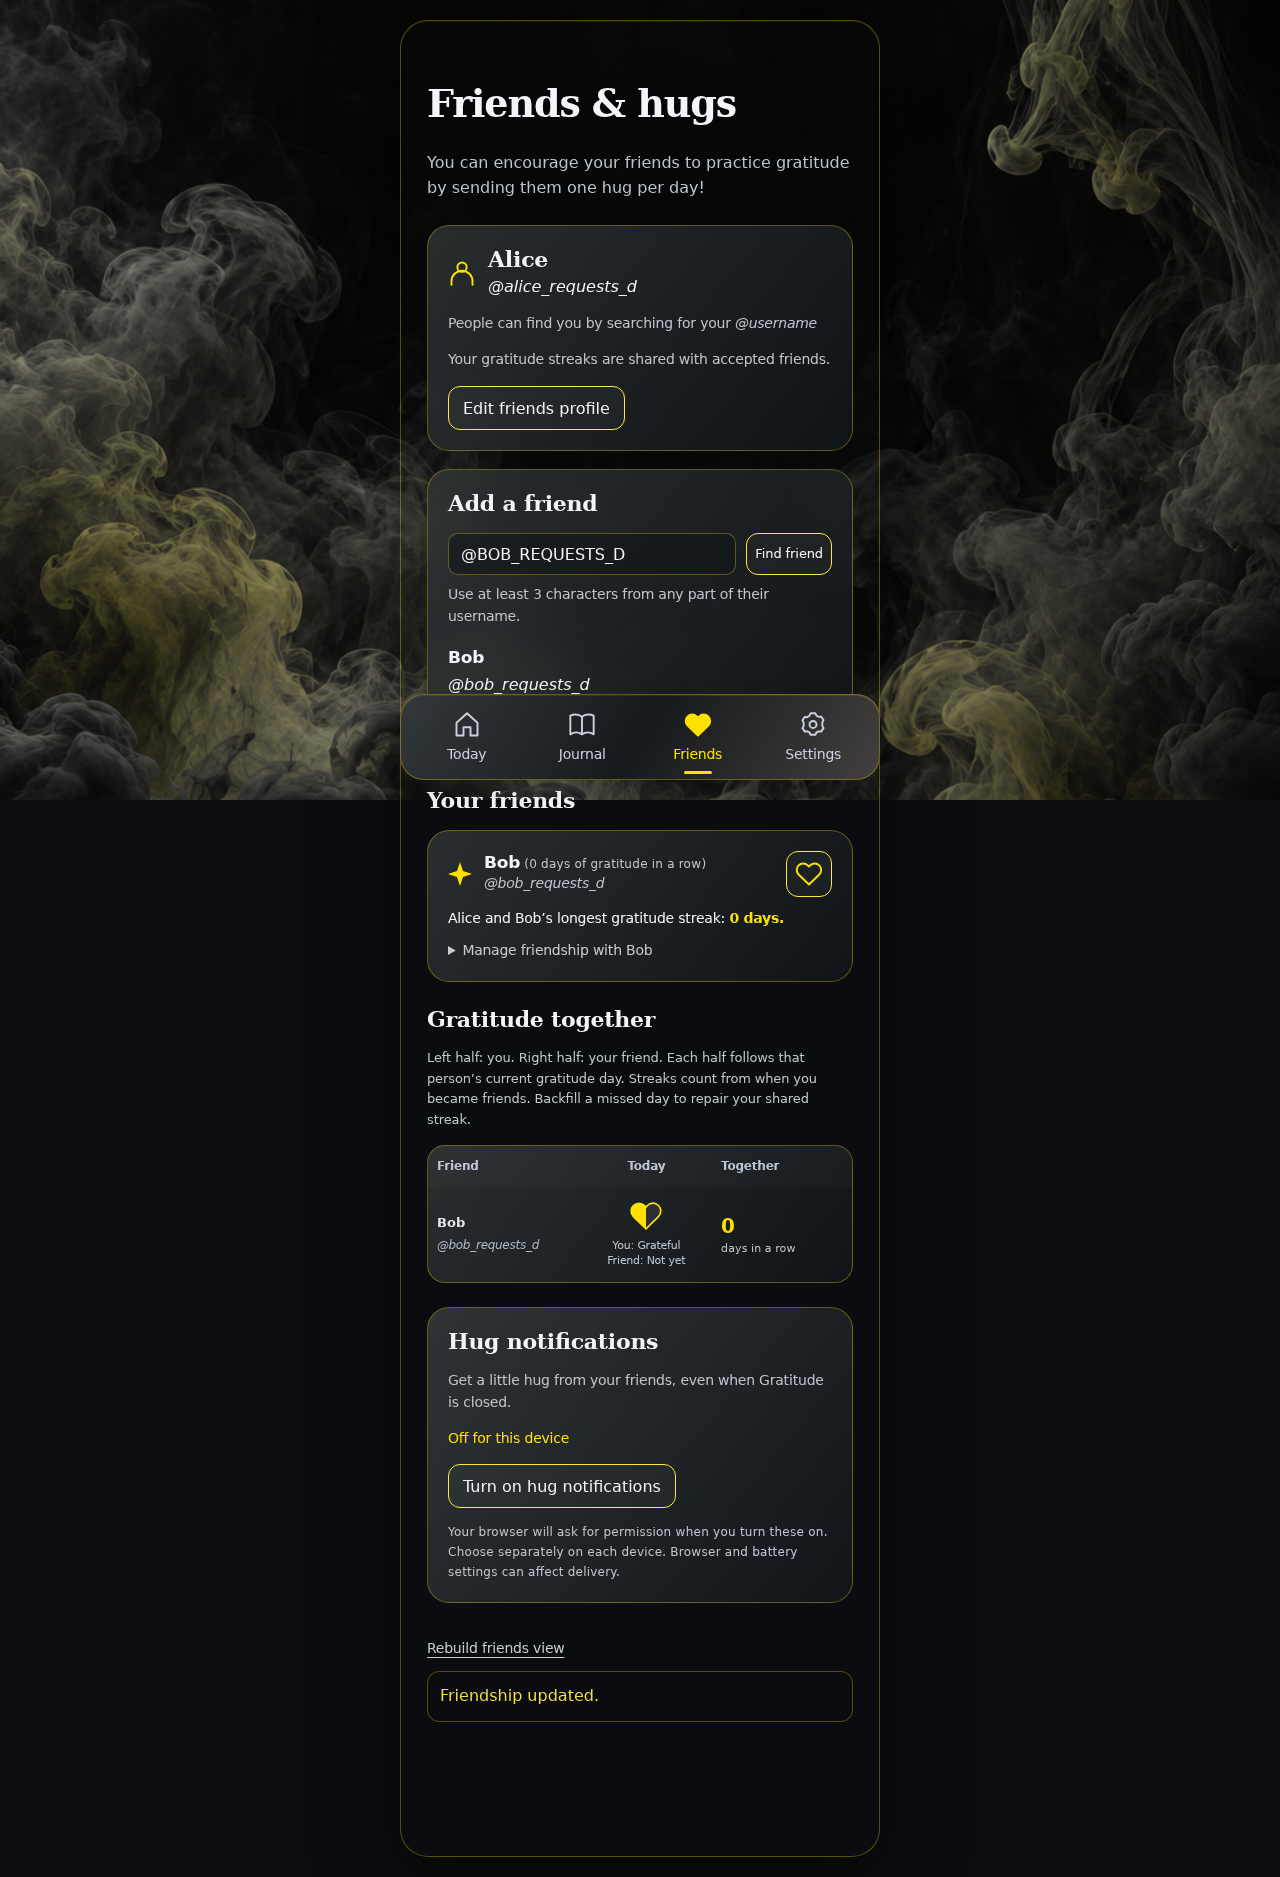 Friends & hugs
You can encourage your friends to practice gratitude
by sending them one hug per day!
Alice
@alice_requests_d
People can find you by searching for your @username
Your gratitude streaks are shared with accepted friends.
Edit friends profile
Add a friend
@BOB_REQUESTS_D
Find friend
Use at least 3 characters from any part of their
username.
Bob
@bob_requests_d
Today
Journal
Friends
Settings
Your friends
Bob (0 days of gratitude in a row)
@bob_requests_d
Alice and Bob’s longest gratitude streak: 0 days.
Manage friendship with Bob
Gratitude together
Left half: you. Right half: your friend. Each half follows that
person’s current gratitude day. Streaks count from when you
became friends. Backfill a missed day to repair your shared
streak.
Friend Today Together
Bob
@bob_requests_d
You: Grateful
Friend: Not yet
0
days in a row
Hug notifications
Get a little hug from your friends, even when Gratitude
is closed.
Off for this device
Turn on hug notifications
Your browser will ask for permission when you turn these on.
Choose separately on each device. Browser and battery
settings can affect delivery.
Rebuild friends view
Friendship updated.